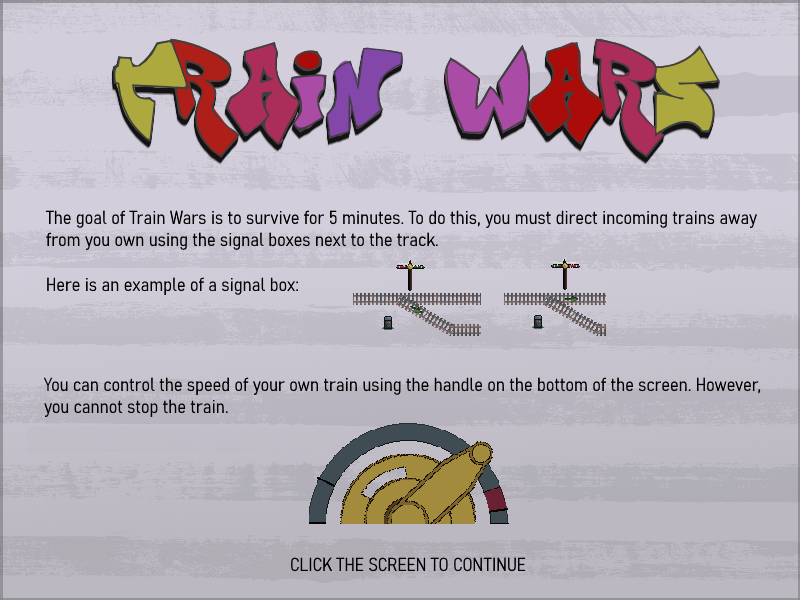 TRAIN WARS
The goal of Train Wars is to survive for 5 minutes. To do this, you must direct incoming trains away
from you own using the signal boxes next to the track.
Here is an example of a signal box:
You can control the speed of your own train using the handle on the bottom of the screen. However,
you cannot stop the train.
CLICK THE SCREEN TO CONTINUE